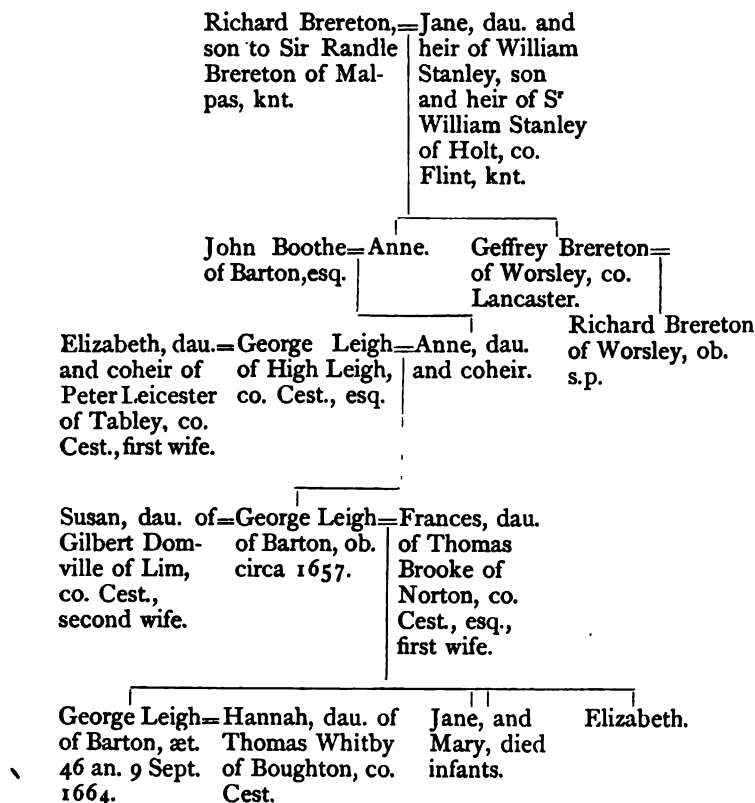 Richard Brereton,=Jane, dau. and
son to Sir Randle heir of William
Brereton of Mal- Stanley, son
pas, knt. and heir of Sr
William Stanley
of Holt, co.
Flint, knt.
John Boothe=Anne.
of Barton,esq.
Geffrey Brereton=
of Worsley, co.
Lancaster.
Richard Brereton
of Worsley, ob.
s.p.
Elizabeth, dau.=George Leigh=Anne, dau.
and coheir of of High Leigh, and coheir.
Peter Leicester co. Cest., esq.
of Tabley, co.
Cest.,first wife.
Susan, dau. of=George Leigh=Frances, dau.
Gilbert Dom- of Barton, ob. of Thomas
ville of Lim, circa 1657. Brooke of
co. Cest., Norton, co.
second wife. Cest., esq.,
first wife.
George Leigh=Hannah, dau. of Jane, and Elizabeth.
of Barton, æt. Thomas Whitby Mary, died
46 an. 9 Sept. of Boughton, co. infants.
1664. Cest.